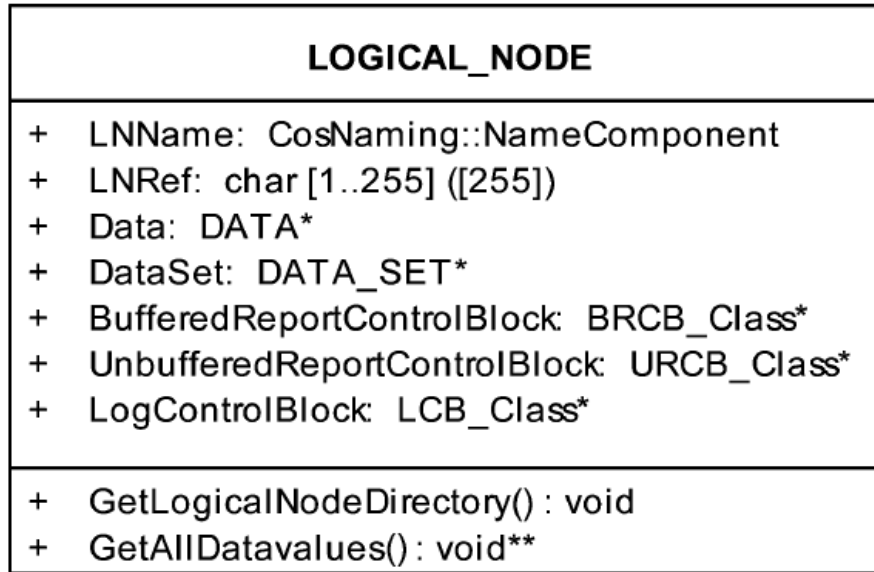 LOGICAL_NODE
+ LNName: CosNaming::NameComponent
+ LNRef: char [1..255] ([255])
+ Data: DATA*
+ DataSet: DATA_SET*
+ BufferedReportControlBlock: BRCB_Class*
+ UnbufferedReportControlBlock: URCB_Class*
+ LogControlBlock: LCB_Class*
+ GetLogicalNodeDirectory() : void
+ GetAllDatavalues() : void**